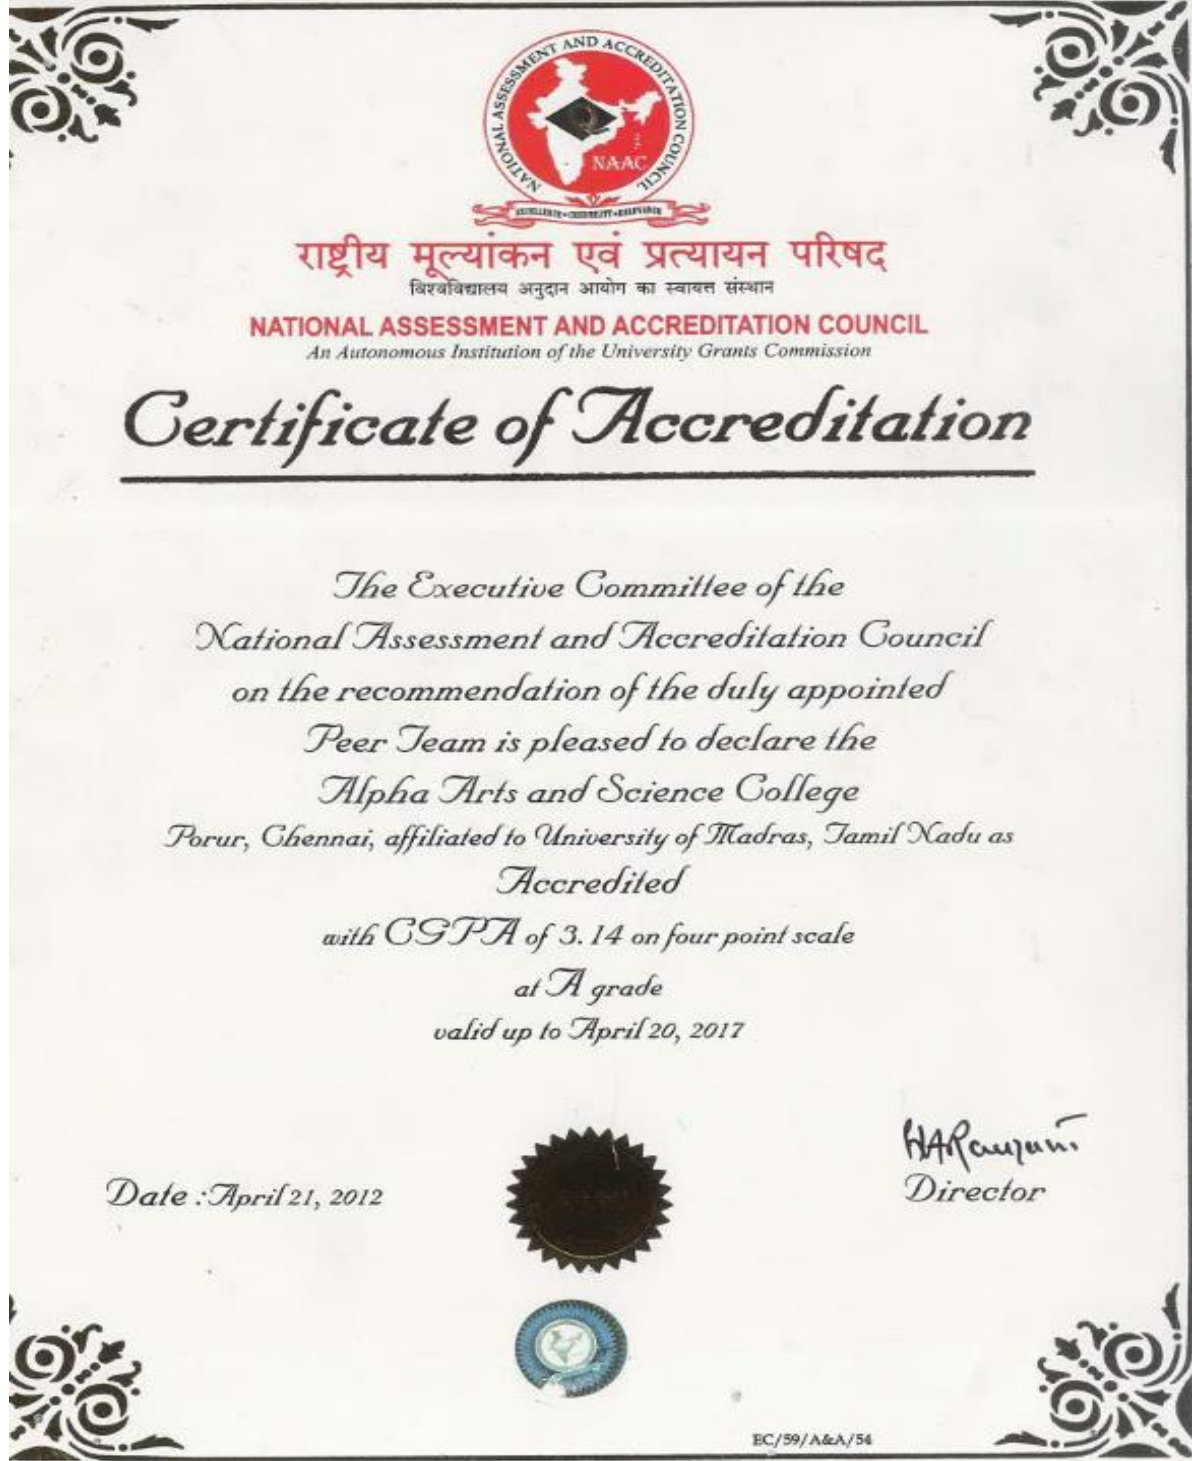 NATIONAL ASSESSMENT AND ACCREDITATION COUNCIL
NAAC
EXCELLENCE • CREDIBILITY • RELEVANCE
राष्ट्रीय मूल्यांकन एवं प्रत्यायन परिषद
विश्वविद्यालय अनुदान आयोग का स्वायत्त संस्थान
NATIONAL ASSESSMENT AND ACCREDITATION COUNCIL
An Autonomous Institution of the University Grants Commission
Certificate of Accreditation
The Executive Committee of the
National Assessment and Accreditation Council
on the recommendation of the duly appointed
Peer Team is pleased to declare the
Alpha Arts and Science College
Porur, Chennai, affiliated to University of Madras, Tamil Nadu as
Accredited
with CGPA of 3.14 on four point scale
at A grade
valid up to April 20, 2017
Date : April 21, 2012
Director
EC/59/A&A/54